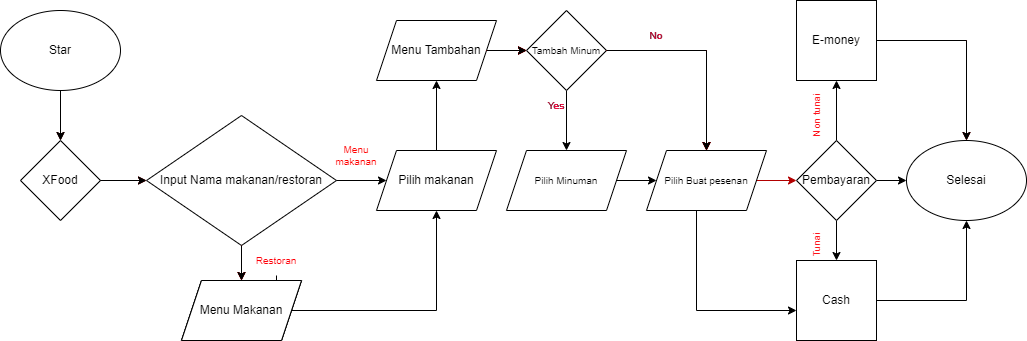 Star
XFood
Input Nama makanan/restoran
Menu
makanan
Restoran
Menu Makanan
Pilih makanan
Menu Tambahan
Tambah Minum
No
Yes
Pilih Minuman
Pilih Buat pesenan
Pembayaran
Non tunai
E-money
Tunai
Cash
Selesai